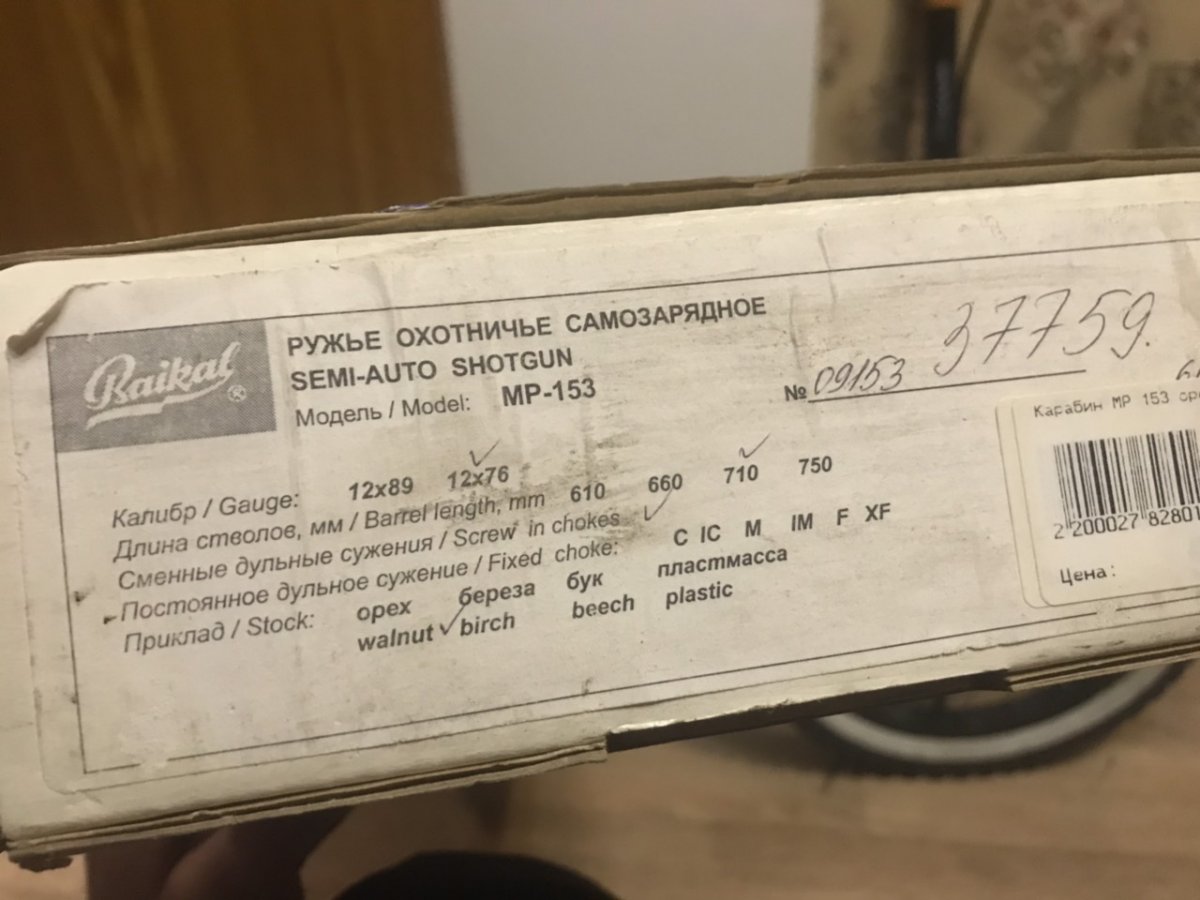 Baikal®
РУЖЬЕ ОХОТНИЧЬЕ САМОЗАРЯДНОЕ
SEMI-AUTO SHOTGUN
Модель / Model: МР-153
№ 09153 37759.
Калибр / Gauge: 12x89 12x76
Длина стволов, мм / Barrel length, mm 610 660 710 750
Сменные дульные сужения / Screw in chokes
Постоянное дульное сужение / Fixed choke: C IC M IM F XF
Приклад / Stock: орех береза бук пластмасса
walnut birch beech plastic
Карабин МР 153
2 200027 82801
Цена: